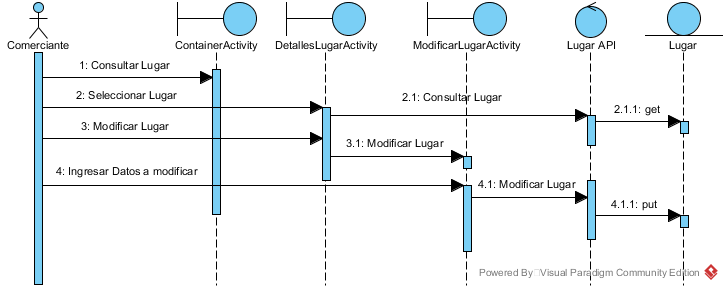 Comerciante
ContainerActivity
DetallesLugarActivity
ModificarLugarActivity
Lugar API
Lugar
1: Consultar Lugar
2: Seleccionar Lugar
2.1: Consultar Lugar
2.1.1: get
3: Modificar Lugar
3.1: Modificar Lugar
4: Ingresar Datos a modificar
4.1: Modificar Lugar
4.1.1: put
Powered By Visual Paradigm Community Edition